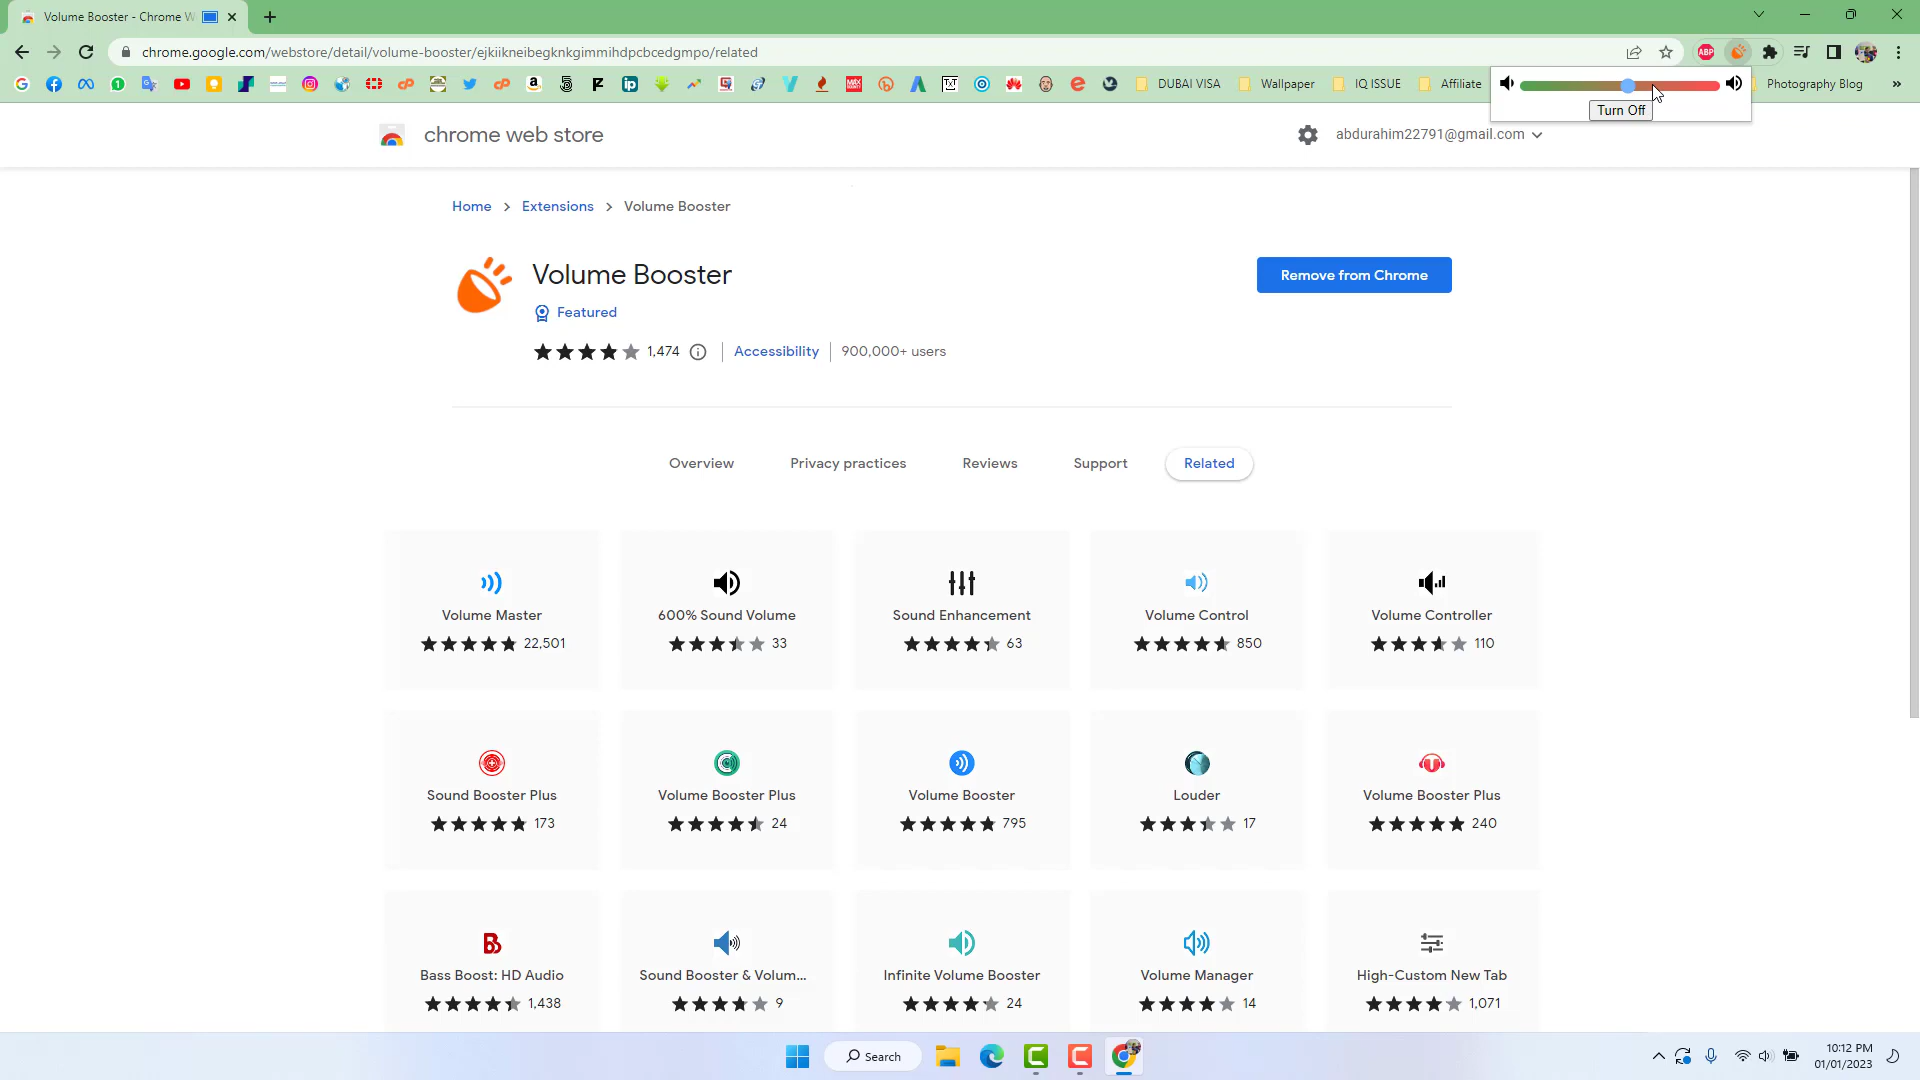 Volume Booster - Chrome W
chrome.google.com/webstore/detail/volume-booster/ejkiikneibegknkgimmihdpcbcedgmpo/related
ABP
DUBAI VISA
Wallpaper
IQ ISSUE
Affiliate
Photography Blog
Turn Off
chrome web store
abdurahim22791@gmail.com
Home > Extensions > Volume Booster
Volume Booster
Remove from Chrome
Featured
1,474
Accessibility
900,000+ users
Overview
Privacy practices
Reviews
Support
Related
Volume Master
22,501
600% Sound Volume
33
Sound Enhancement
63
Volume Control
850
Volume Controller
110
Sound Booster Plus
173
Volume Booster Plus
24
Volume Booster
795
Louder
17
Volume Booster Plus
240
Bass Boost: HD Audio
1,438
Sound Booster & Volum...
9
Infinite Volume Booster
24
Volume Manager
14
High-Custom New Tab
1,071
Search
10:12 PM
01/01/2023